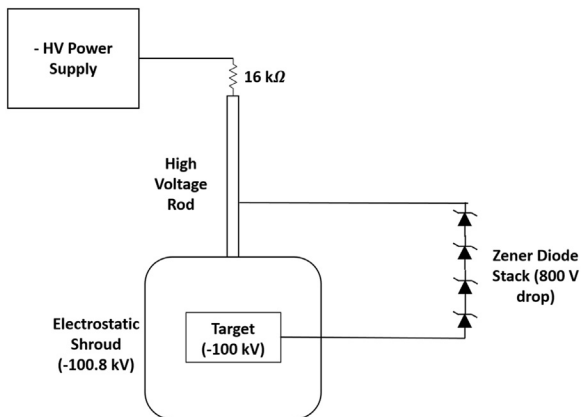 - HV Power
Supply
16 kΩ
High
Voltage
Rod
Zener Diode
Stack (800 V
drop)
Electrostatic
Shroud
(-100.8 kV)
Target
(-100 kV)